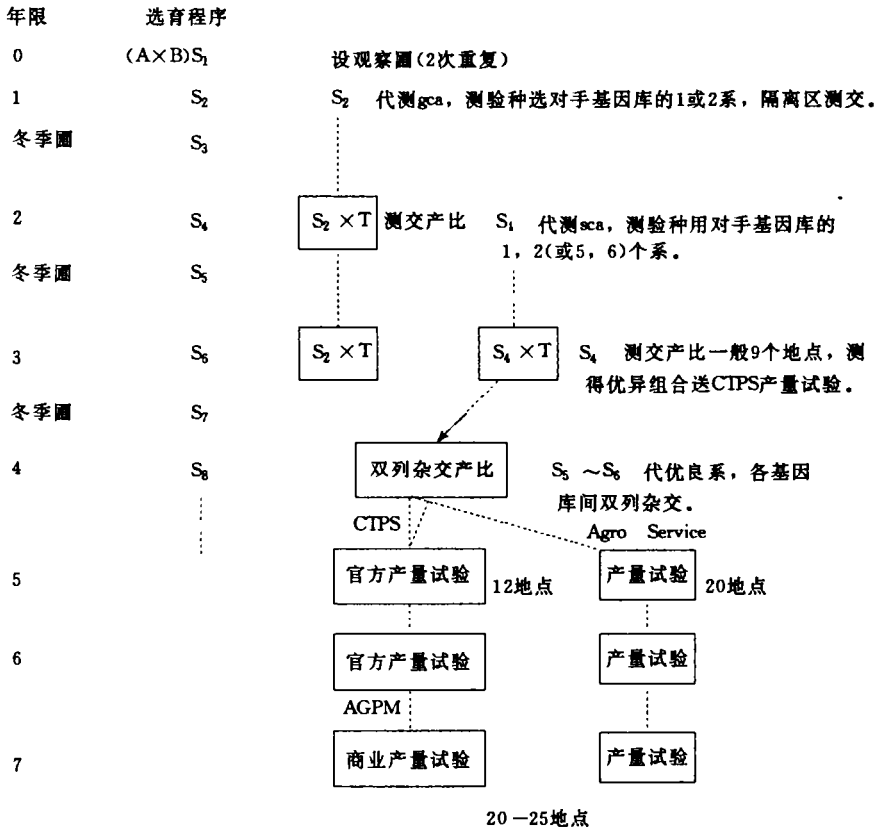 年限 选育程序
0 (A×B)S₁ 设观察圃(2次重复)
1 S₂ S₂ 代测gca，测验种选对手基因库的1或2系，隔离区测交。
冬季圃 S₃
2 S₄ S₂×T 测交产比 S₄ 代测sca，测验种用对手基因库的
1，2(或5，6)个系。
冬季圃 S₅
3 S₆ S₂×T S₄×T S₄ 测交产比一般9个地点，测
得优异组合送CTPS产量试验。
冬季圃 S₇
4 S₈ 双列杂交产比 S₅～S₆ 代优良系，各基因
库间双列杂交。
CTPS Agro Service
5 官方产量试验 12地点 产量试验 20地点
6 官方产量试验 产量试验
AGPM
7 商业产量试验 产量试验
20－25地点